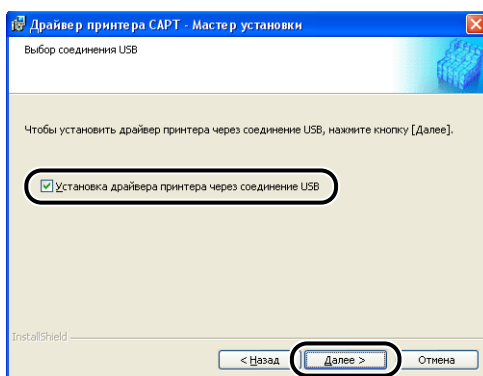 Драйвер принтера CAPT - Мастер установки
Выбор соединения USB
Чтобы установить драйвер принтера через соединение USB, нажмите кнопку [Далее].
Установка драйвера принтера через соединение USB
InstallShield
< Назад
Далее >
Отмена